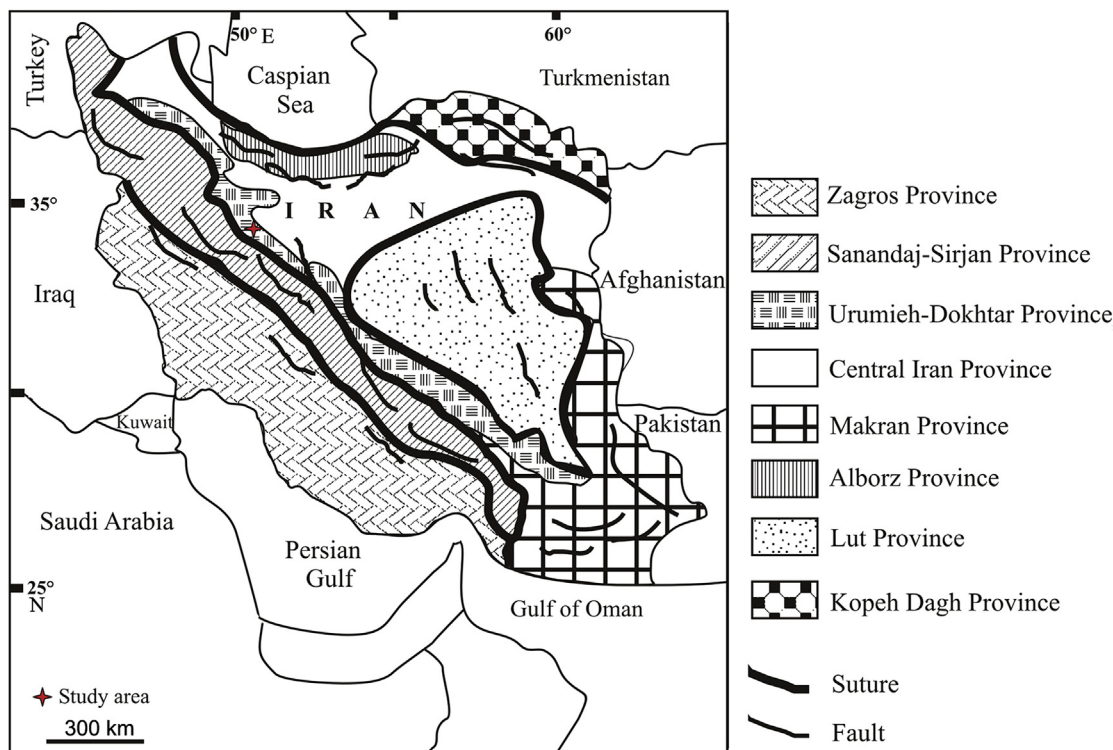 50° E
60°
Turkey
Caspian
Sea
Turkmenistan
35°
I R A N
Iraq
Afghanistan
Kuwait
Pakistan
Saudi Arabia
Persian
Gulf
25°
N
Gulf of Oman
Study area
300 km
Zagros Province
Sanandaj-Sirjan Province
Urumieh-Dokhtar Province
Central Iran Province
Makran Province
Alborz Province
Lut Province
Kopeh Dagh Province
Suture
Fault